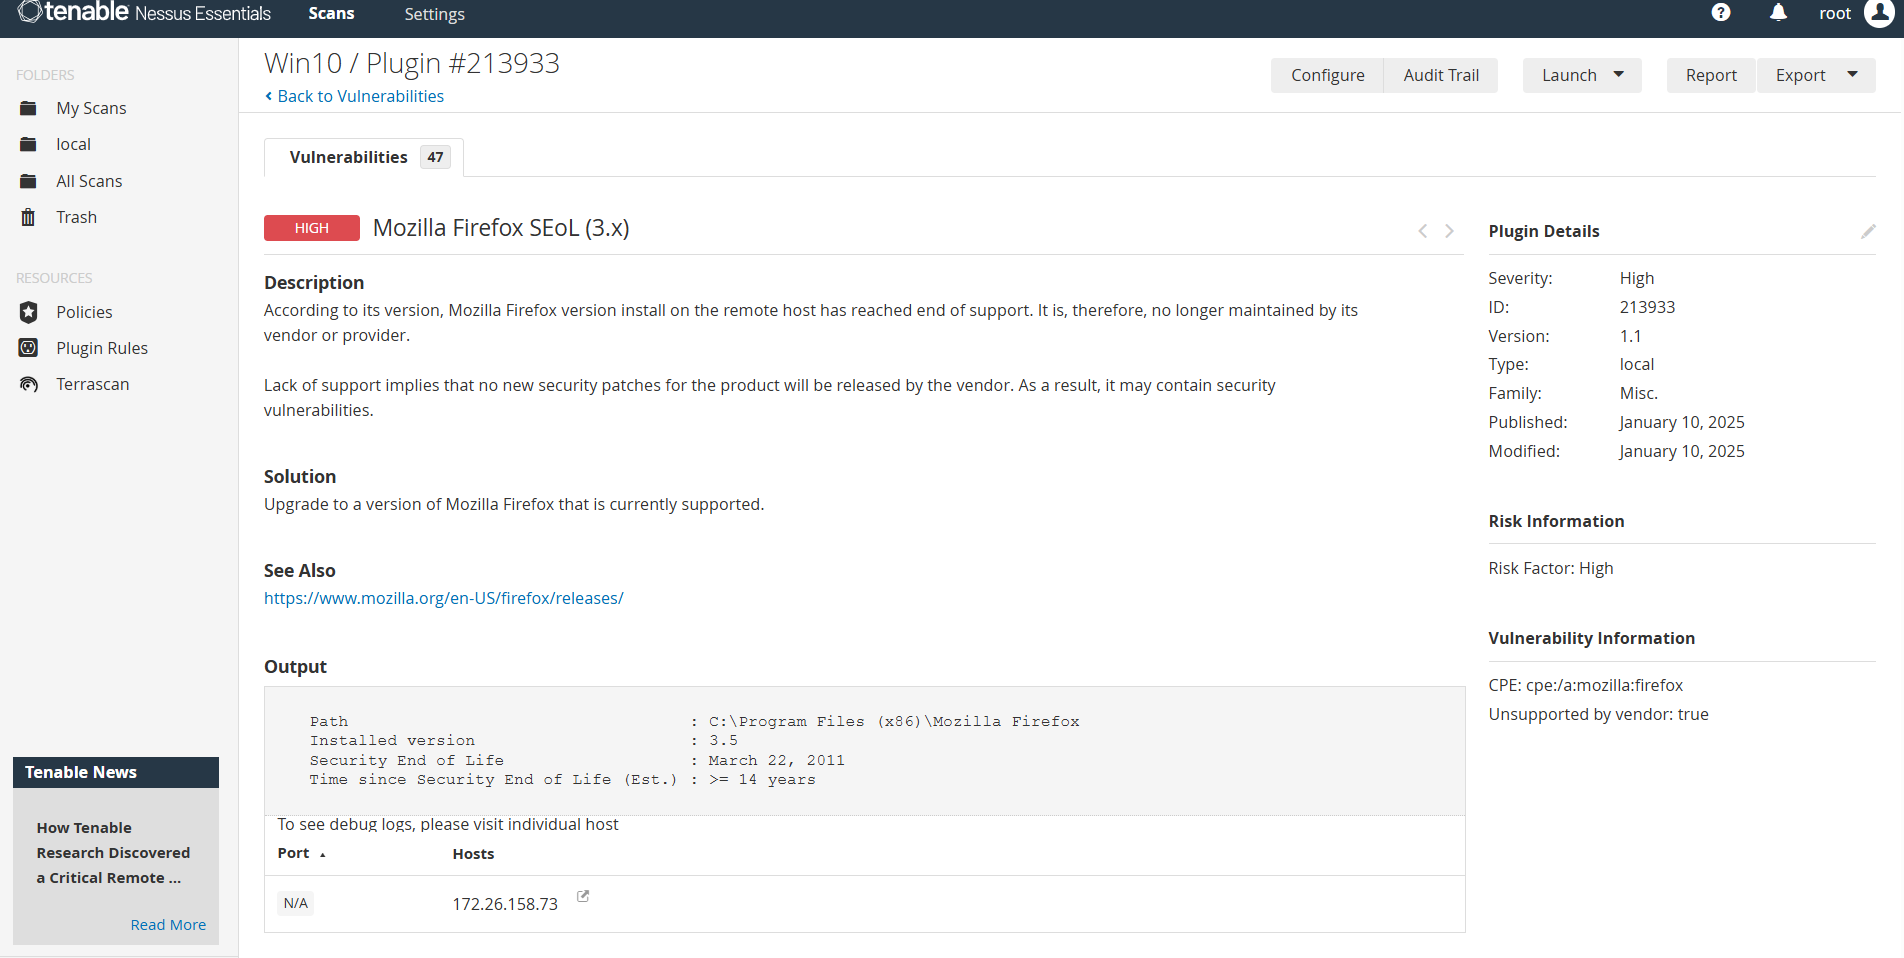 tenable Nessus Essentials
Scans
Settings
?
root
FOLDERS
My Scans
local
All Scans
Trash
RESOURCES
Policies
Plugin Rules
Terrascan
Tenable News
How Tenable
Research Discovered
a Critical Remote ...
Read More
Win10 / Plugin #213933
Back to Vulnerabilities
Configure
Audit Trail
Launch
Report
Export
Vulnerabilities 47
HIGH
Mozilla Firefox SEoL (3.x)
Description
According to its version, Mozilla Firefox version install on the remote host has reached end of support. It is, therefore, no longer maintained by its
vendor or provider.
Lack of support implies that no new security patches for the product will be released by the vendor. As a result, it may contain security
vulnerabilities.
Solution
Upgrade to a version of Mozilla Firefox that is currently supported.
See Also
https://www.mozilla.org/en-US/firefox/releases/
Output
Path : C:\Program Files (x86)\Mozilla Firefox
Installed version : 3.5
Security End of Life : March 22, 2011
Time since Security End of Life (Est.) : >= 14 years
To see debug logs, please visit individual host
Port Hosts
N/A 172.26.158.73
Plugin Details
Severity: High
ID: 213933
Version: 1.1
Type: local
Family: Misc.
Published: January 10, 2025
Modified: January 10, 2025
Risk Information
Risk Factor: High
Vulnerability Information
CPE: cpe:/a:mozilla:firefox
Unsupported by vendor: true